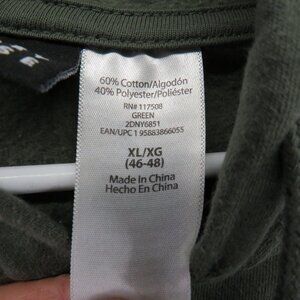 60% Cotton/Algodón
40% Polyester/Poliéster
RN# 117508
GREEN
2DNY6851
EAN/UPC 1 95883866055
XL/XG
(46-48)
Made In China
Hecho En China